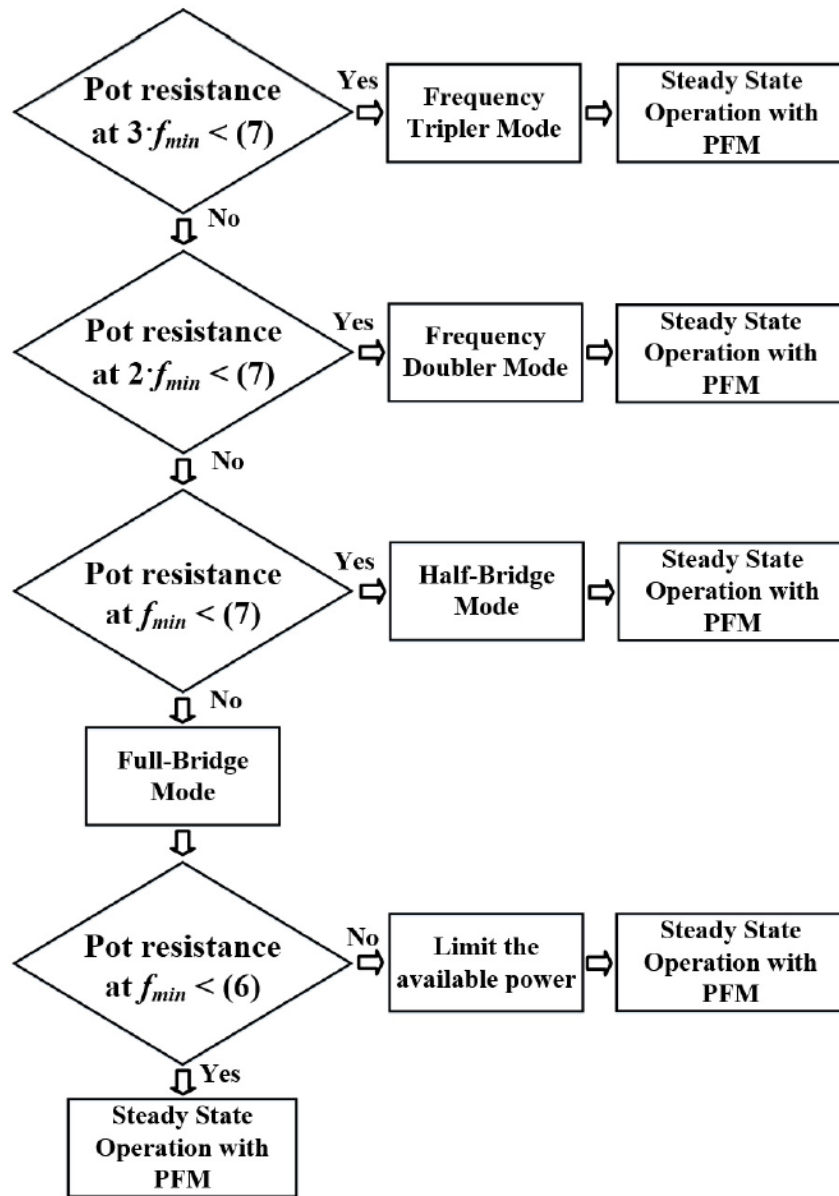 Pot resistance
at 3·fmin < (7)
Yes
Frequency
Tripler Mode
Steady State
Operation with
PFM
No
Pot resistance
at 2·fmin < (7)
Yes
Frequency
Doubler Mode
Steady State
Operation with
PFM
No
Pot resistance
at fmin < (7)
Yes
Half-Bridge
Mode
Steady State
Operation with
PFM
No
Full-Bridge
Mode
Pot resistance
at fmin < (6)
No
Limit the
available power
Steady State
Operation with
PFM
Yes
Steady State
Operation with
PFM